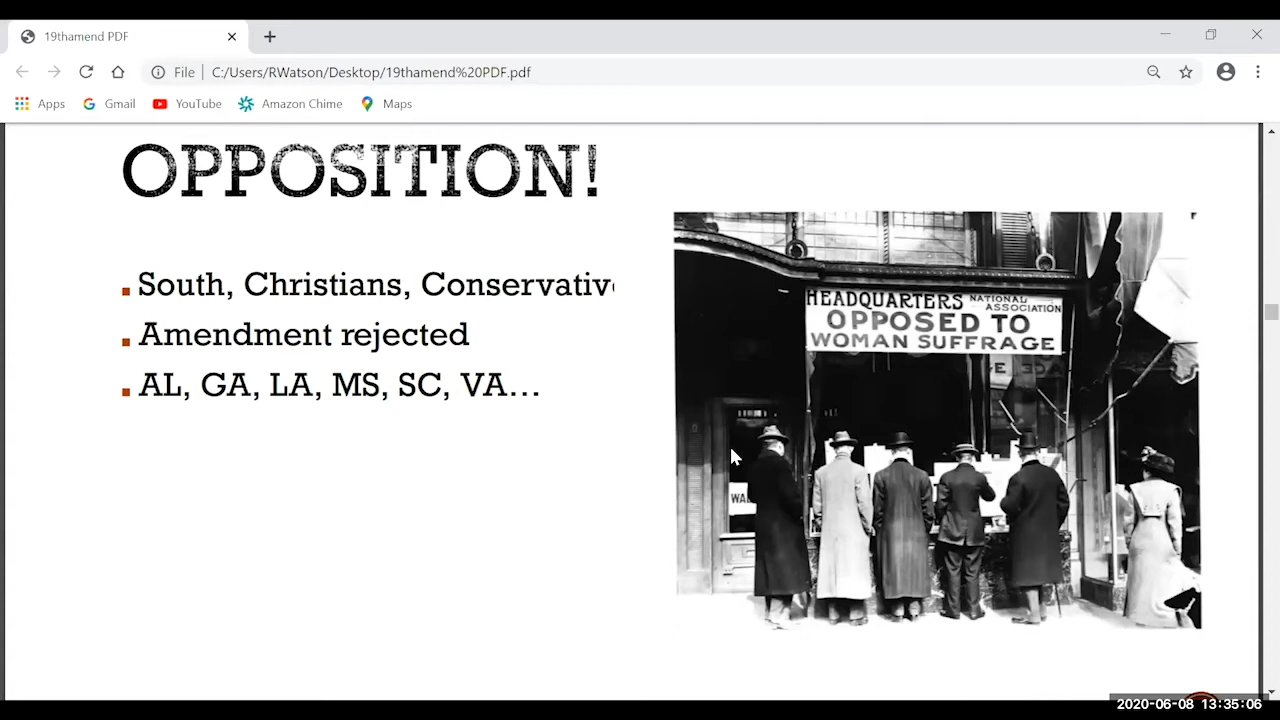 19thamend PDF
File C:/Users/RWatson/Desktop/19thamend%20PDF.pdf
Apps Gmail YouTube Amazon Chime Maps
OPPOSITION!
South, Christians, Conservativ
Amendment rejected
AL, GA, LA, MS, SC, VA...
HEADQUARTERS NATIONAL ASSOCIATION
OPPOSED TO
WOMAN SUFFRAGE
2020-06-08 13:35:06